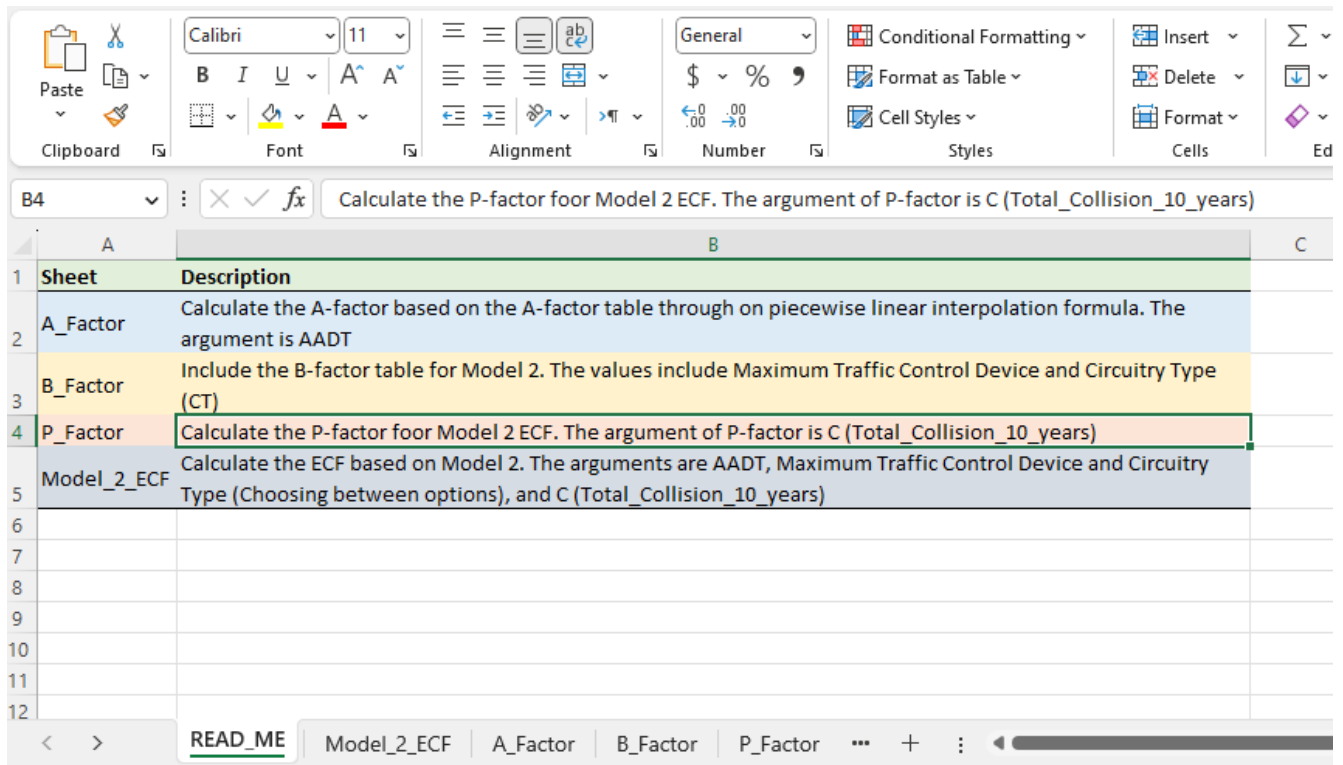 Calibri 11 ab General Conditional Formatting Insert
c
Paste B I U A A $ % 9 Format as Table Delete
A .00 .00 Cell Styles Format
Clipboard Font Alignment Number Styles Cells Ed
B4 fx Calculate the P-factor foor Model 2 ECF. The argument of P-factor is C (Total_Collision_10_years)
A B C
1 Sheet Description
2 A_Factor Calculate the A-factor based on the A-factor table through on piecewise linear interpolation formula. The
argument is AADT
3 B_Factor Include the B-factor table for Model 2. The values include Maximum Traffic Control Device and Circuitry Type
(CT)
4 P_Factor Calculate the P-factor foor Model 2 ECF. The argument of P-factor is C (Total_Collision_10_years)
5 Model_2_ECF Calculate the ECF based on Model 2. The arguments are AADT, Maximum Traffic Control Device and Circuitry
Type (Choosing between options), and C (Total_Collision_10_years)
6
7
8
9
10
11
12
READ_ME Model_2_ECF A_Factor B_Factor P_Factor